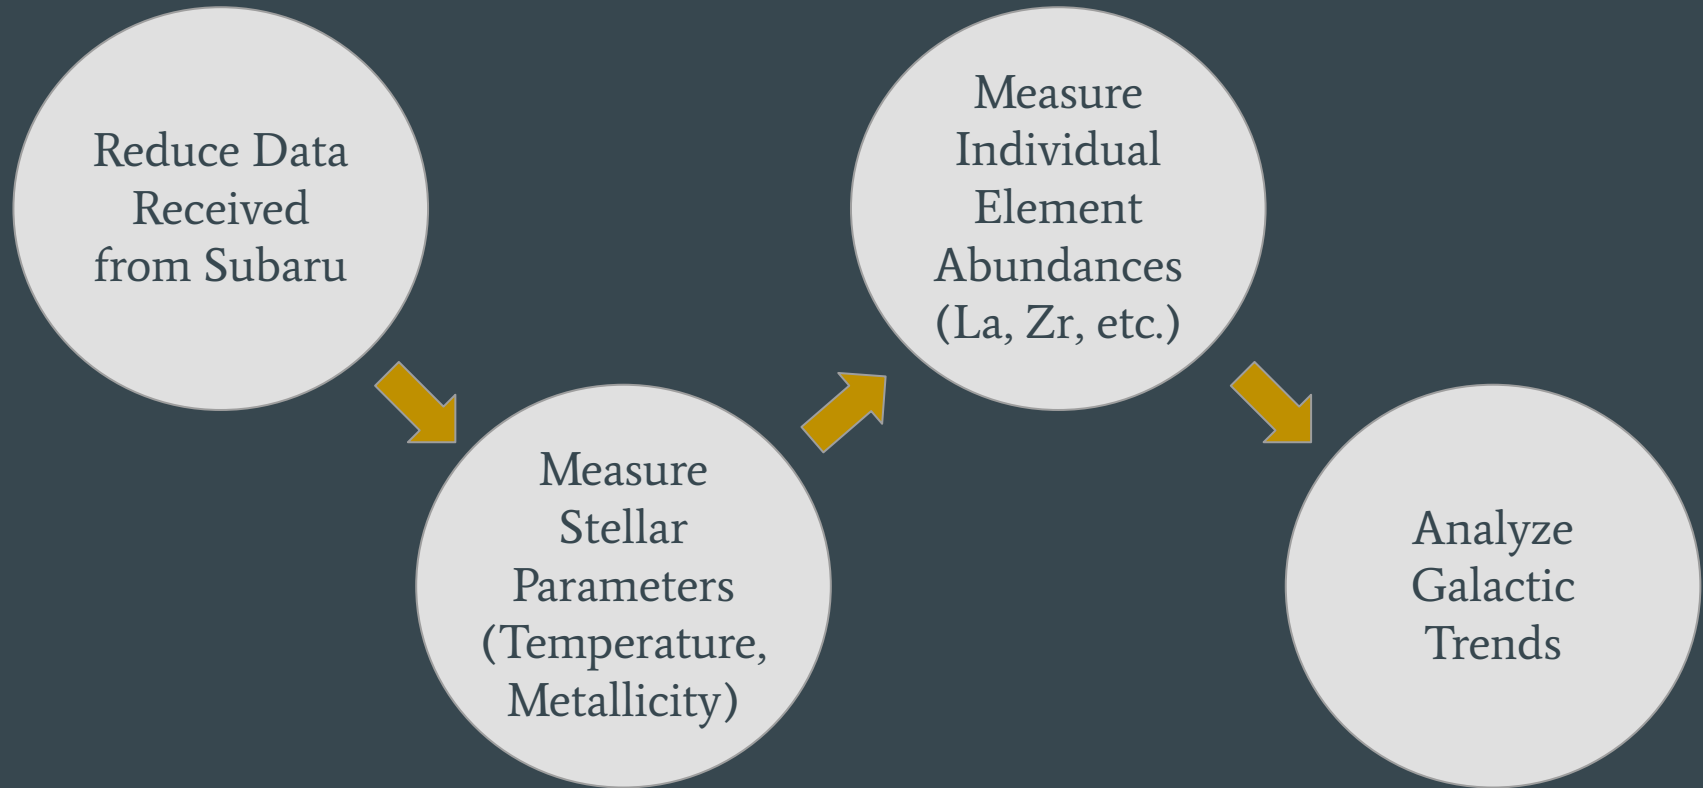 Reduce Data
Received
from Subaru
Measure
Stellar
Parameters
(Temperature,
Metallicity)
Measure
Individual
Element
Abundances
(La, Zr, etc.)
Analyze
Galactic
Trends